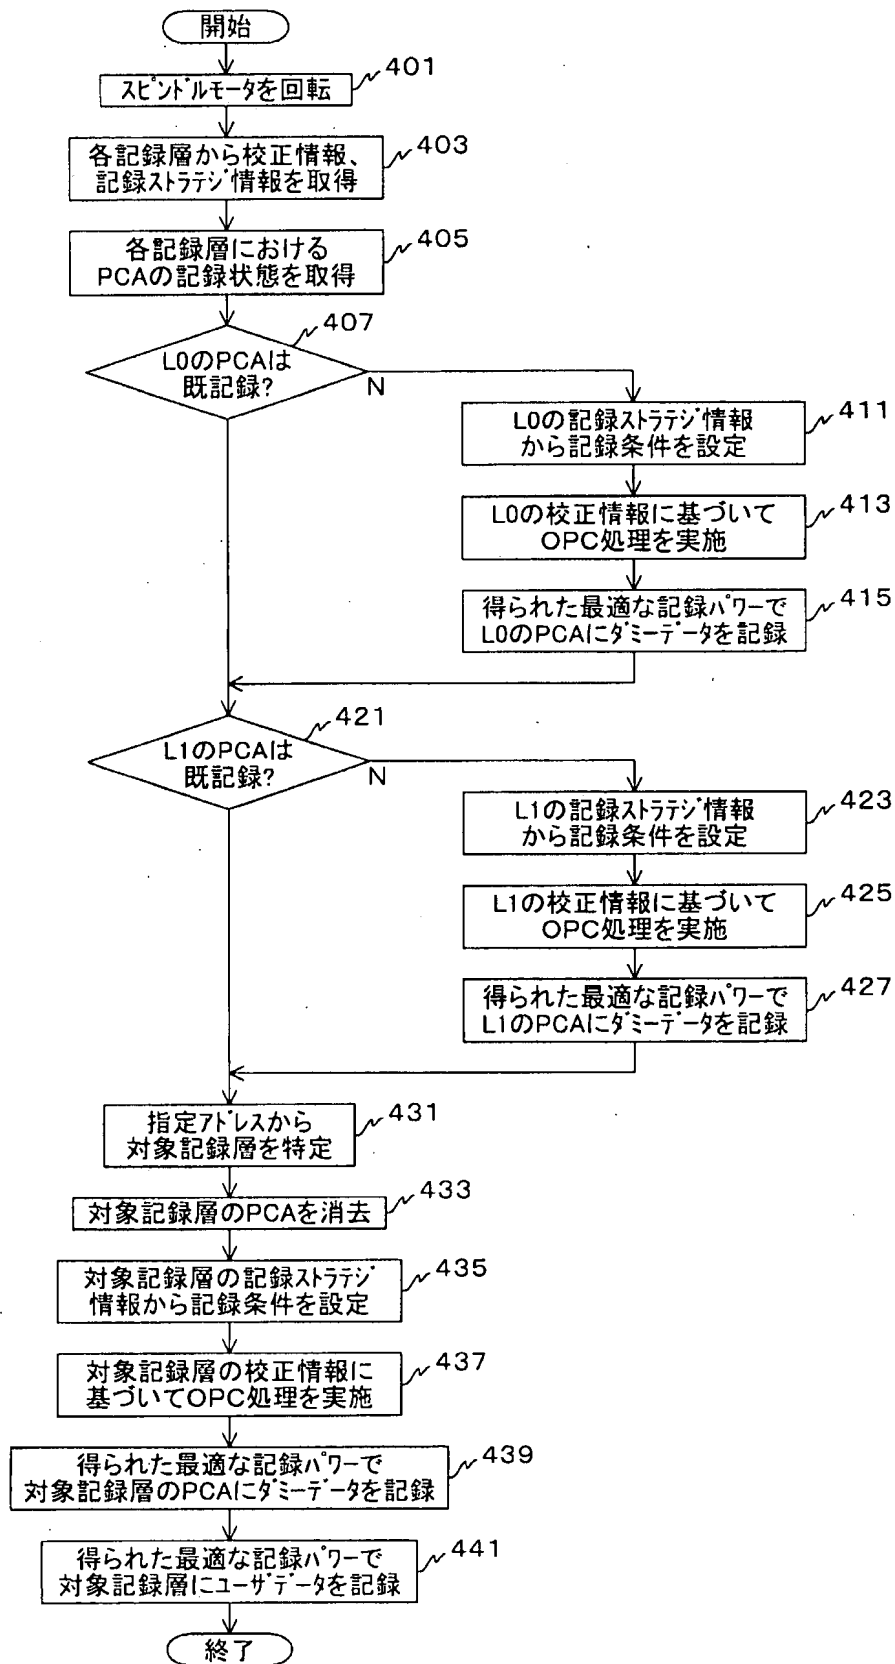 開始
401
スピンドルモータを回転
403
各記録層から校正情報、
記録ストラテジ情報を取得
405
各記録層における
PCAの記録状態を取得
407
L0のPCAは
既記録?
N
411
L0の記録ストラテジ情報
から記録条件を設定
413
L0の校正情報に基づいて
OPC処理を実施
415
得られた最適な記録パワーで
L0のPCAにダミーデータを記録
421
L1のPCAは
既記録?
N
423
L1の記録ストラテジ情報
から記録条件を設定
425
L1の校正情報に基づいて
OPC処理を実施
427
得られた最適な記録パワーで
L1のPCAにダミーデータを記録
431
指定アドレスから
対象記録層を特定
433
対象記録層のPCAを消去
435
対象記録層の記録ストラテジ
情報から記録条件を設定
437
対象記録層の校正情報に
基づいてOPC処理を実施
439
得られた最適な記録パワーで
対象記録層のPCAにダミーデータを記録
441
得られた最適な記録パワーで
対象記録層にユーザデータを記録
終了